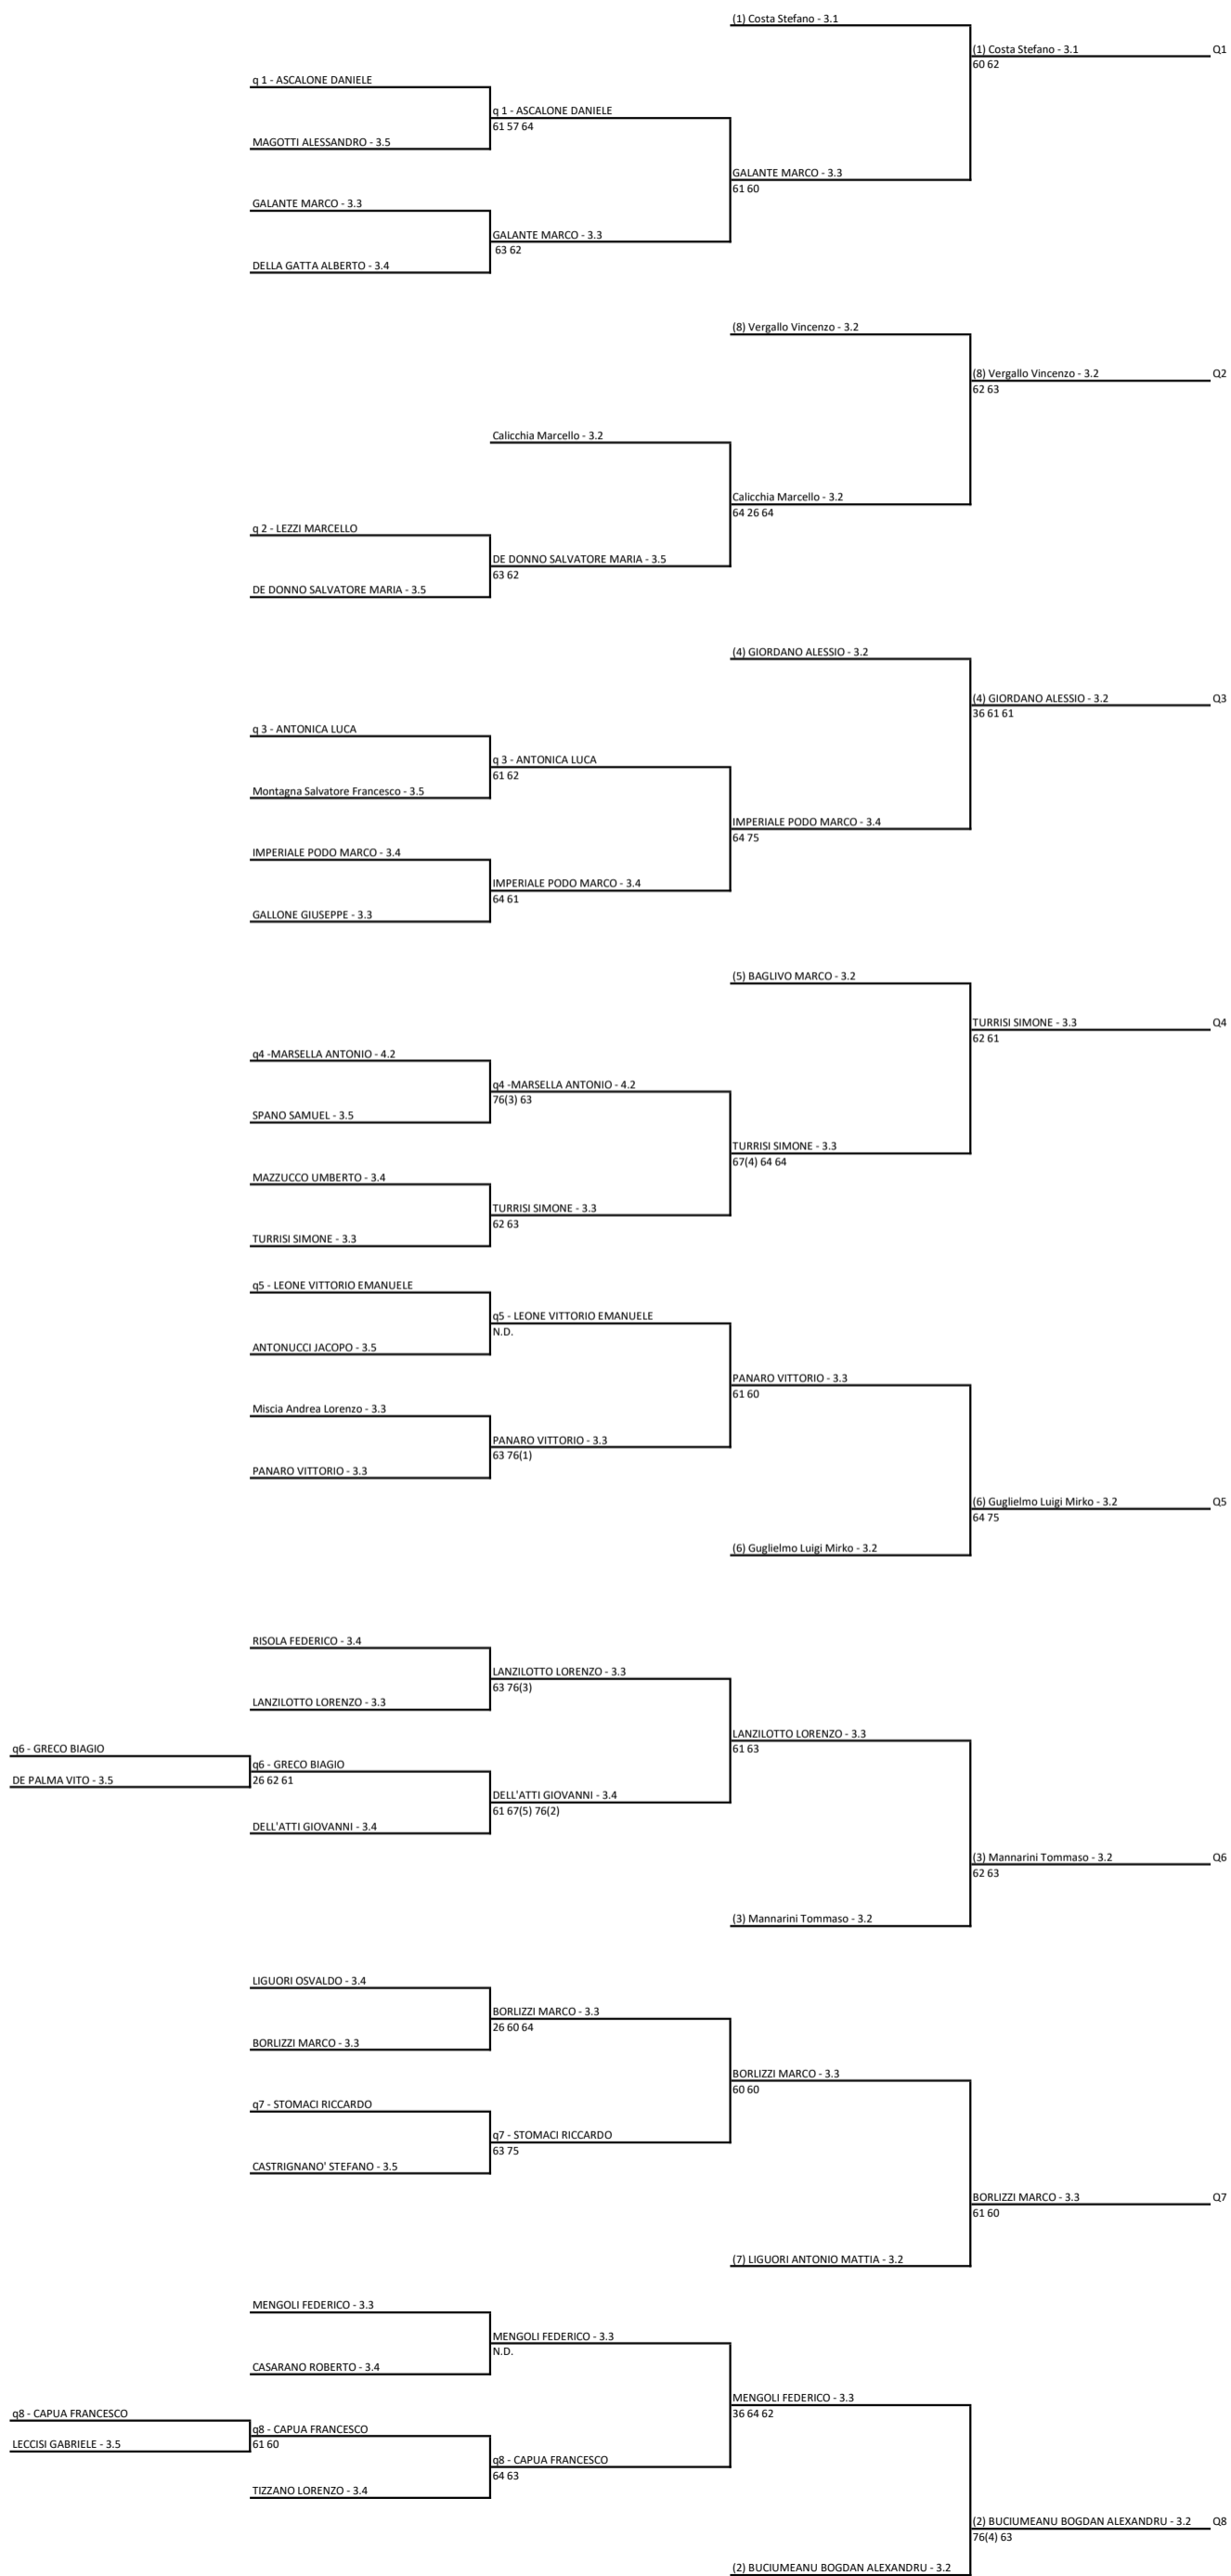 (1) Costa Stefano - 3.1
(1) Costa Stefano - 3.1 Q1
60 62
q 1 - ASCALONE DANIELE
q 1 - ASCALONE DANIELE
61 57 64
MAGOTTI ALESSANDRO - 3.5
GALANTE MARCO - 3.3
61 60
GALANTE MARCO - 3.3
GALANTE MARCO - 3.3
63 62
DELLA GATTA ALBERTO - 3.4
(8) Vergallo Vincenzo - 3.2
(8) Vergallo Vincenzo - 3.2 Q2
62 63
Calicchia Marcello - 3.2
Calicchia Marcello - 3.2
64 26 64
q 2 - LEZZI MARCELLO
DE DONNO SALVATORE MARIA - 3.5
63 62
DE DONNO SALVATORE MARIA - 3.5
(4) GIORDANO ALESSIO - 3.2
(4) GIORDANO ALESSIO - 3.2 Q3
36 61 61
q 3 - ANTONICA LUCA
q 3 - ANTONICA LUCA
61 62
Montagna Salvatore Francesco - 3.5
IMPERIALE PODO MARCO - 3.4
64 75
IMPERIALE PODO MARCO - 3.4
IMPERIALE PODO MARCO - 3.4
64 61
GALLONE GIUSEPPE - 3.3
(5) BAGLIVO MARCO - 3.2
TURRISI SIMONE - 3.3 Q4
62 61
q4 -MARSELLA ANTONIO - 4.2
q4 -MARSELLA ANTONIO - 4.2
76(3) 63
SPANO SAMUEL - 3.5
TURRISI SIMONE - 3.3
67(4) 64 64
MAZZUCCO UMBERTO - 3.4
TURRISI SIMONE - 3.3
62 63
TURRISI SIMONE - 3.3
q5 - LEONE VITTORIO EMANUELE
q5 - LEONE VITTORIO EMANUELE
N.D.
ANTONUCCI JACOPO - 3.5
PANARO VITTORIO - 3.3
61 60
Miscia Andrea Lorenzo - 3.3
PANARO VITTORIO - 3.3
63 76(1)
PANARO VITTORIO - 3.3
(6) Guglielmo Luigi Mirko - 3.2 Q5
64 75
(6) Guglielmo Luigi Mirko - 3.2
RISOLA FEDERICO - 3.4
LANZILOTTO LORENZO - 3.3
63 76(3)
LANZILOTTO LORENZO - 3.3
LANZILOTTO LORENZO - 3.3
61 63
q6 - GRECO BIAGIO
q6 - GRECO BIAGIO
26 62 61
DE PALMA VITO - 3.5
DELL'ATTI GIOVANNI - 3.4
61 67(5) 76(2)
DELL'ATTI GIOVANNI - 3.4
(3) Mannarini Tommaso - 3.2 Q6
62 63
(3) Mannarini Tommaso - 3.2
LIGUORI OSVALDO - 3.4
BORLIZZI MARCO - 3.3
26 60 64
BORLIZZI MARCO - 3.3
BORLIZZI MARCO - 3.3
60 60
q7 - STOMACI RICCARDO
q7 - STOMACI RICCARDO
63 75
CASTRIGNANO' STEFANO - 3.5
BORLIZZI MARCO - 3.3 Q7
61 60
(7) LIGUORI ANTONIO MATTIA - 3.2
MENGOLI FEDERICO - 3.3
MENGOLI FEDERICO - 3.3
N.D.
CASARANO ROBERTO - 3.4
MENGOLI FEDERICO - 3.3
36 64 62
q8 - CAPUA FRANCESCO
q8 - CAPUA FRANCESCO
61 60
LECCISI GABRIELE - 3.5
q8 - CAPUA FRANCESCO
64 63
TIZZANO LORENZO - 3.4
(2) BUCIUMEANU BOGDAN ALEXANDRU - 3.2 Q8
76(4) 63
(2) BUCIUMEANU BOGDAN ALEXANDRU - 3.2